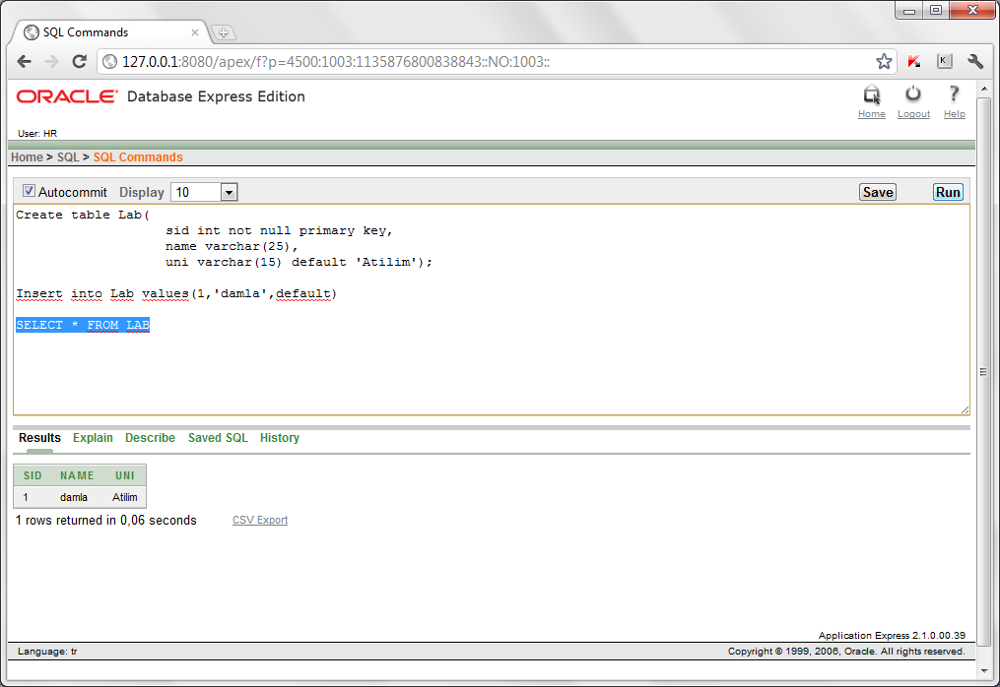 SQL Commands
127.0.0.1:8080/apex/f?p=4500:1003:1135876800838843::NO:1003::
ORACLE Database Express Edition
Home Logout Help
User: HR
Home > SQL > SQL Commands
Autocommit Display 10 Save Run
Create table Lab(
sid int not null primary key,
name varchar(25),
uni varchar(15) default 'Atilim');
Insert into Lab values(1,'damla',default)
SELECT * FROM LAB
Results Explain Describe Saved SQL History
SID NAME UNI
1 damla Atilim
1 rows returned in 0,06 seconds CSV Export
Application Express 2.1.0.00.39
Language: tr Copyright © 1999, 2006, Oracle. All rights reserved.